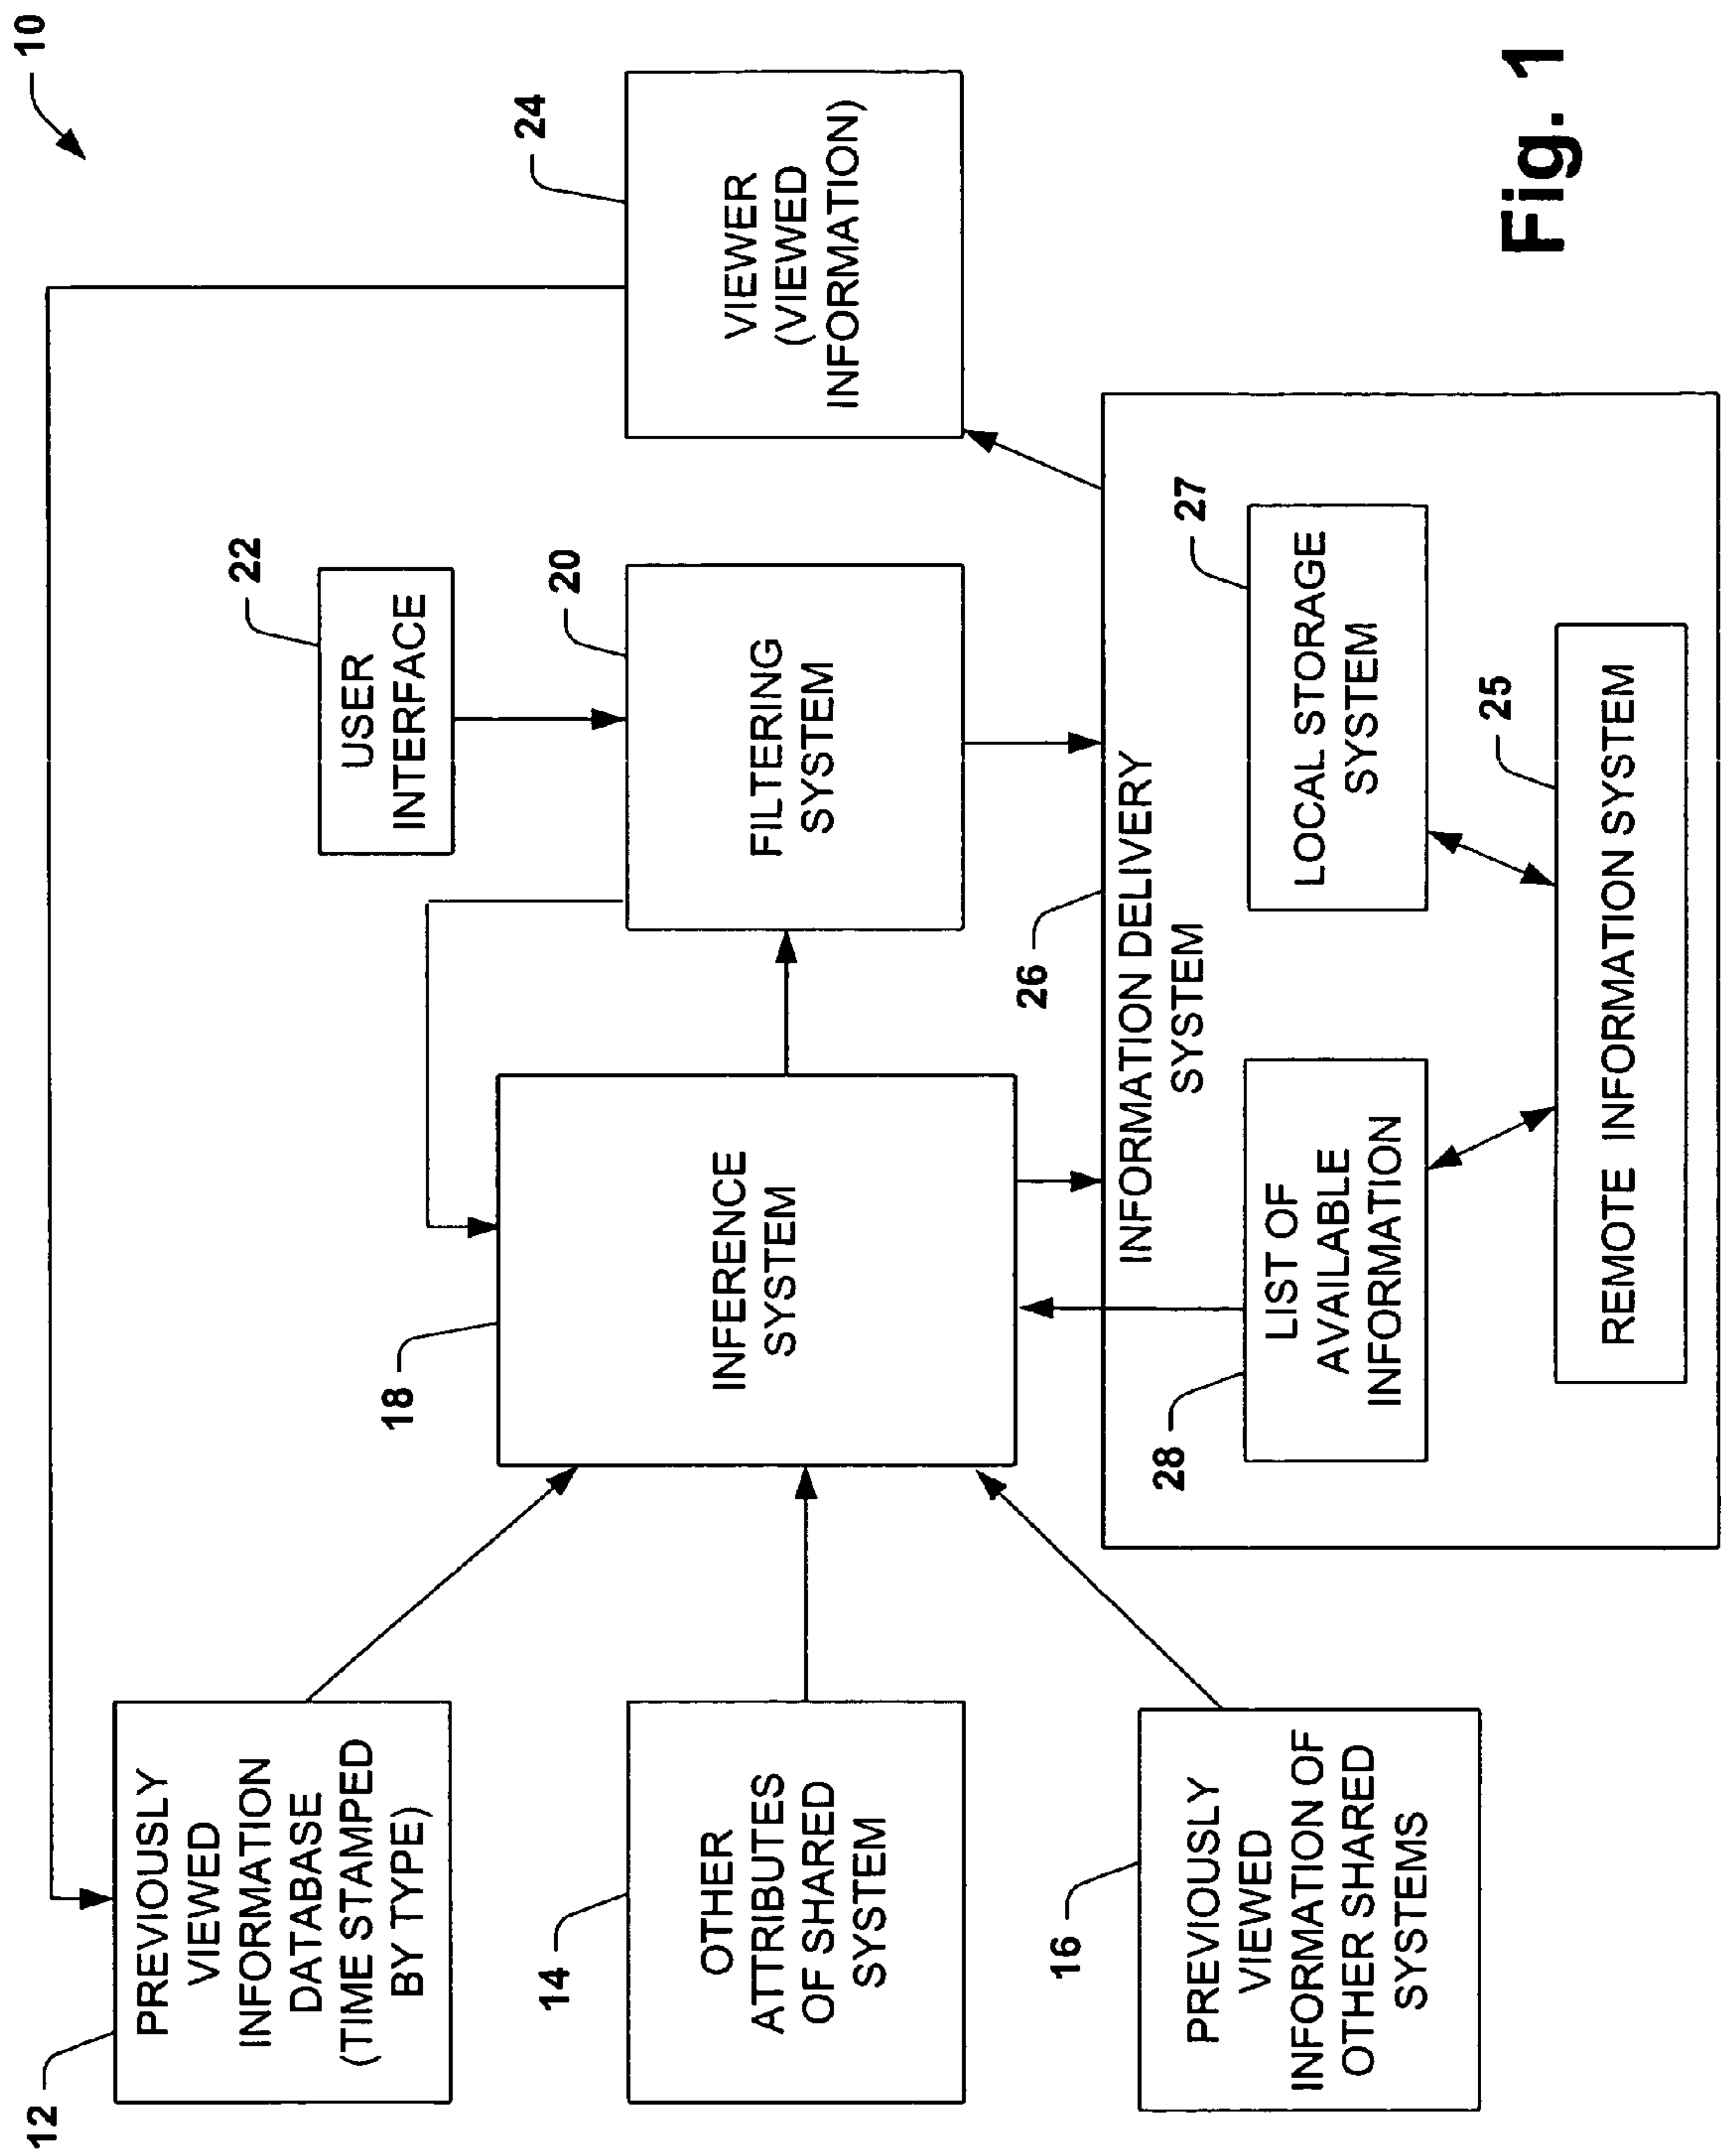 10
12
PREVIOUSLY
VIEWED
INFORMATION
DATABASE
(TIME STAMPED
BY TYPE)
14
OTHER
ATTRIBUTES
OF SHARED
SYSTEM
16
PREVIOUSLY
VIEWED
INFORMATION OF
OTHER SHARED
SYSTEMS
18
INFERENCE
SYSTEM
22
USER
INTERFACE
20
FILTERING
SYSTEM
24
VIEWER
(VIEWED
INFORMATION)
26
INFORMATION DELIVERY
SYSTEM
28
LIST OF
AVAILABLE
INFORMATION
27
LOCAL STORAGE
SYSTEM
25
REMOTE INFORMATION SYSTEM
Fig. 1